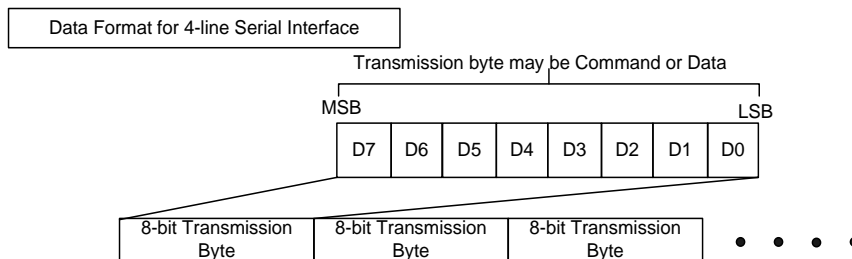 Data Format for 4-line Serial Interface
Transmission byte may be Command or Data
MSB LSB
D7 D6 D5 D4 D3 D2 D1 D0
8-bit Transmission Byte
8-bit Transmission Byte
8-bit Transmission Byte